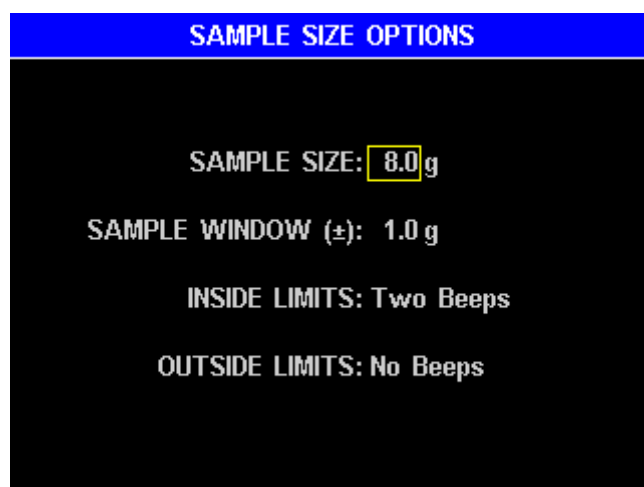 SAMPLE SIZE OPTIONS
SAMPLE SIZE: 8.0 g
SAMPLE WINDOW (±): 1.0 g
INSIDE LIMITS: Two Beeps
OUTSIDE LIMITS: No Beeps